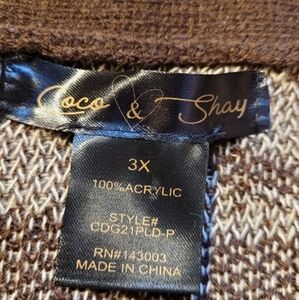 Coco & Shay
3X
100%ACRYLIC
STYLE#
CDG21PLD-P
RN#143003
MADE IN CHINA